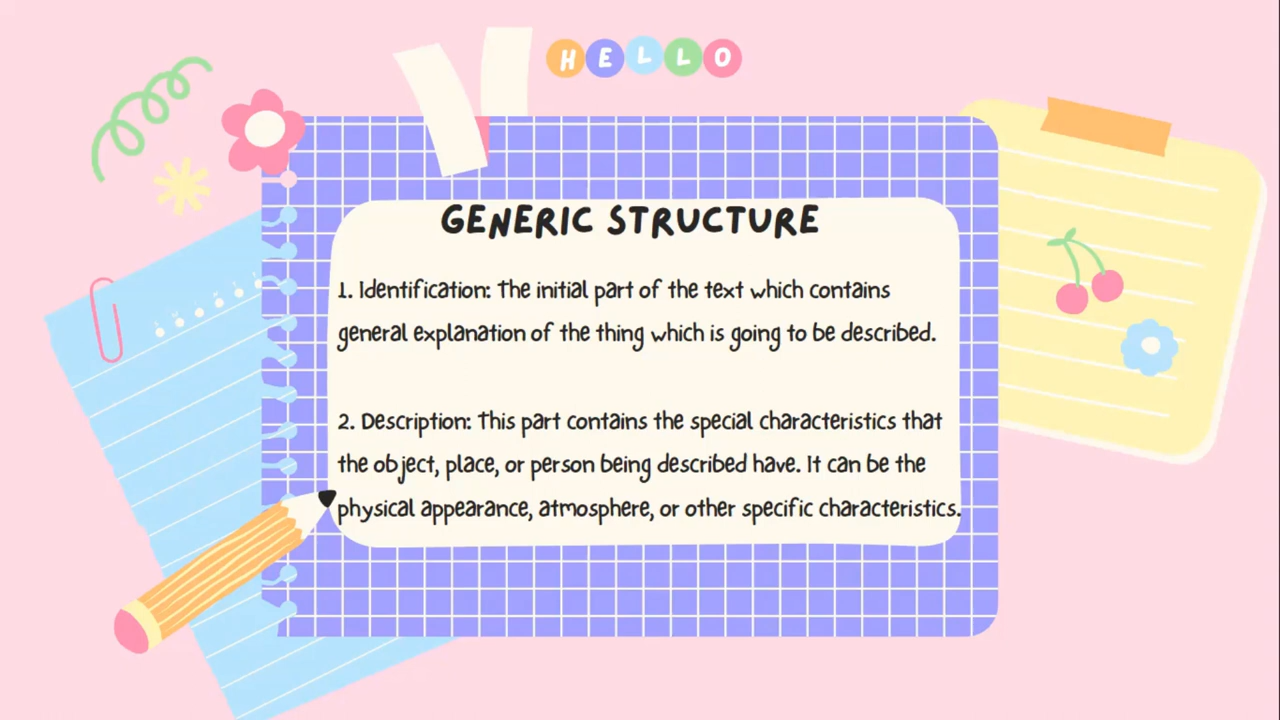 HELLO
GENERIC STRUCTURE
1. Identification: The initial part of the text which contains
general explanation of the thing which is going to be described.
2. Description: This part contains the special characteristics that
the object, place, or person being described have. It can be the
physical appearance, atmosphere, or other specific characteristics.